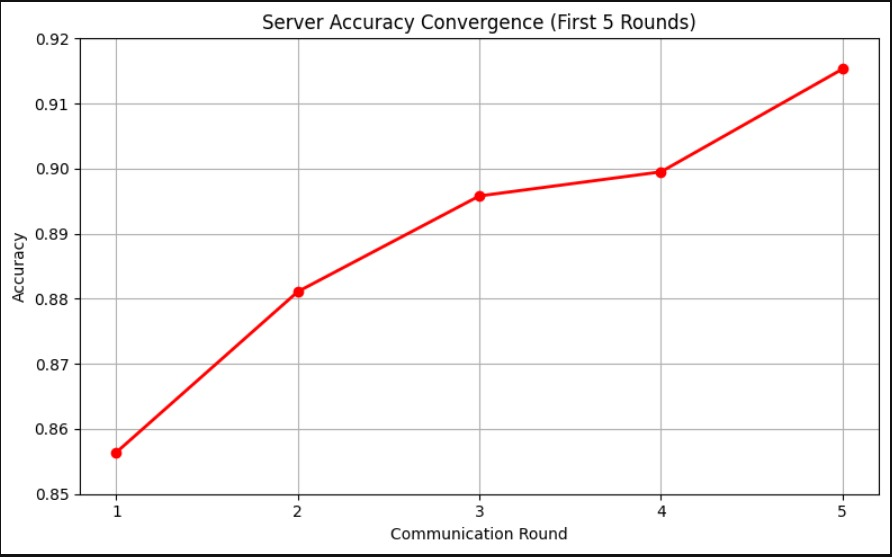 Server Accuracy Convergence (First 5 Rounds)
0.92
0.91
0.90
0.89
0.88
0.87
0.86
0.85
Accuracy
1 2 3 4 5
Communication Round